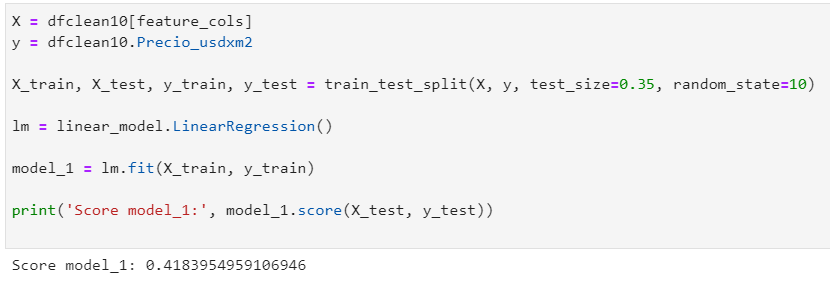 X = dfclean10[feature_cols]
y = dfclean10.Precio_usdxm2
X_train, X_test, y_train, y_test = train_test_split(X, y, test_size=0.35, random_state=10)
lm = linear_model.LinearRegression()
model_1 = lm.fit(X_train, y_train)
print('Score model_1:', model_1.score(X_test, y_test))
Score model_1: 0.4183954959106946